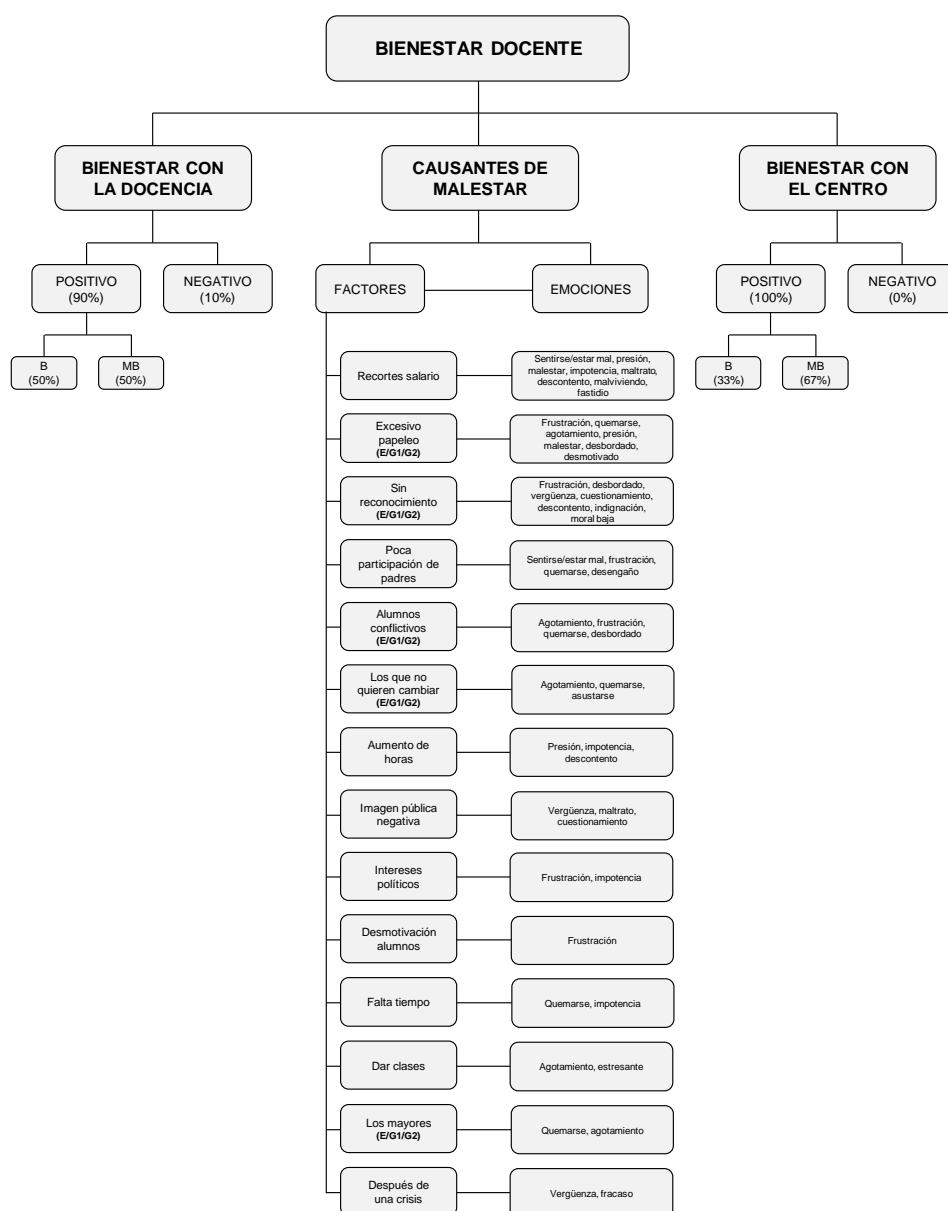 BIENESTAR DOCENTE
BIENESTAR CON
LA DOCENCIA
CAUSANTES DE
MALESTAR
BIENESTAR CON
EL CENTRO
POSITIVO
(90%)
NEGATIVO
(10%)
FACTORES
EMOCIONES
POSITIVO
(100%)
NEGATIVO
(0%)
B
(50%)
MB
(50%)
B
(33%)
MB
(67%)
Recortes salario
Sentirse/estar mal, presión,
malestar, impotencia, maltrato,
descontento, malviviendo,
fastidio
Excesivo
papeleo
(E/G1/G2)
Frustración, quemarse,
agotamiento, presión,
malestar, desbordado,
desmotivado
Sin
reconocimiento
(E/G1/G2)
Frustración, desbordado,
vergüenza, cuestionamiento,
descontento, indignación,
moral baja
Poca
participación de
padres
Sentirse/estar mal, frustración,
quemarse, desengaño
Alumnos
conflictivos
(E/G1/G2)
Agotamiento, frustración,
quemarse, desbordado
Los que no
quieren cambiar
(E/G1/G2)
Agotamiento, quemarse,
asustarse
Aumento de
horas
Presión, impotencia,
descontento
Imagen pública
negativa
Vergüenza, maltrato,
cuestionamiento
Intereses
políticos
Frustración, impotencia
Desmotivación
alumnos
Frustración
Falta tiempo
Quemarse, impotencia
Dar clases
Agotamiento, estresante
Los mayores
(E/G1/G2)
Quemarse, agotamiento
Después de
una crisis
Vergüenza, fracaso